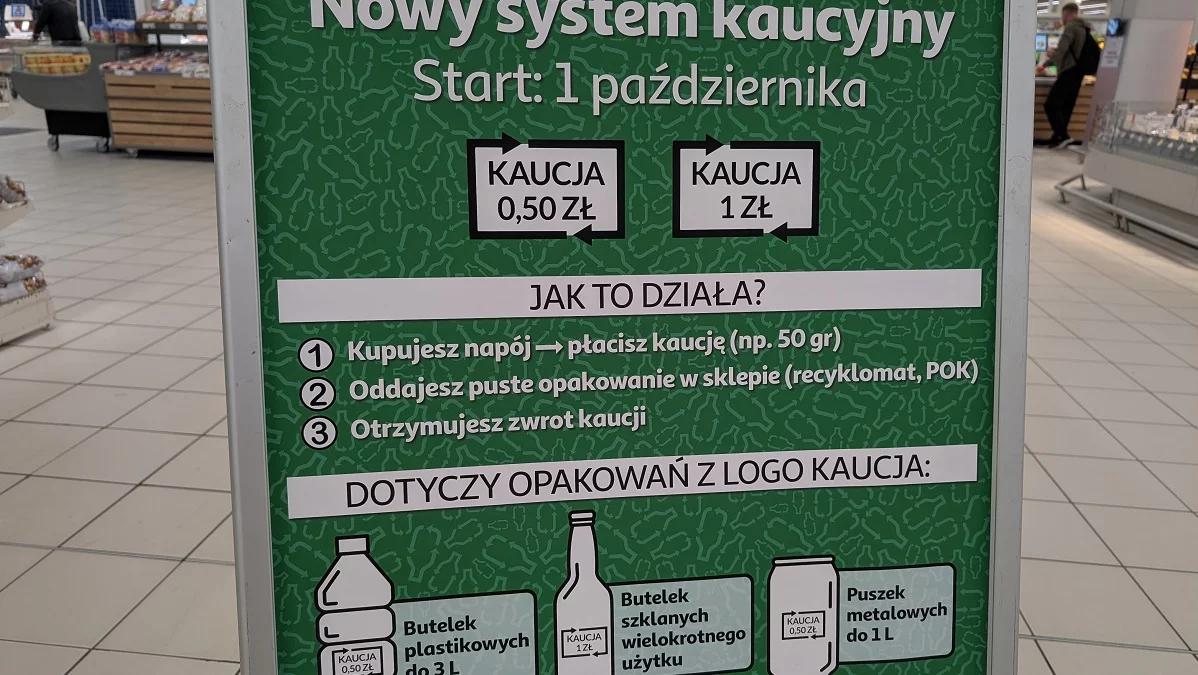 Nowy system kaucyjny
Start: 1 października
KAUCJA
0,50 ZŁ
KAUCJA
1 ZŁ
JAK TO DZIAŁA?
1 Kupujesz napój → płacisz kaucję (np. 50 gr)
2 Oddajesz puste opakowanie w sklepie (recyklomat, POK)
3 Otrzymujesz zwrot kaucji
DOTYCZY OPAKOWAŃ Z LOGO KAUCJA:
KAUCJA
0,50 ZŁ
Butelek
plastikowych
do 3 L
KAUCJA
1 ZŁ
Butelek
szklanych
wielokrotnego
użytku
KAUCJA
0,50 ZŁ
Puszek
metalowych
do 1 L